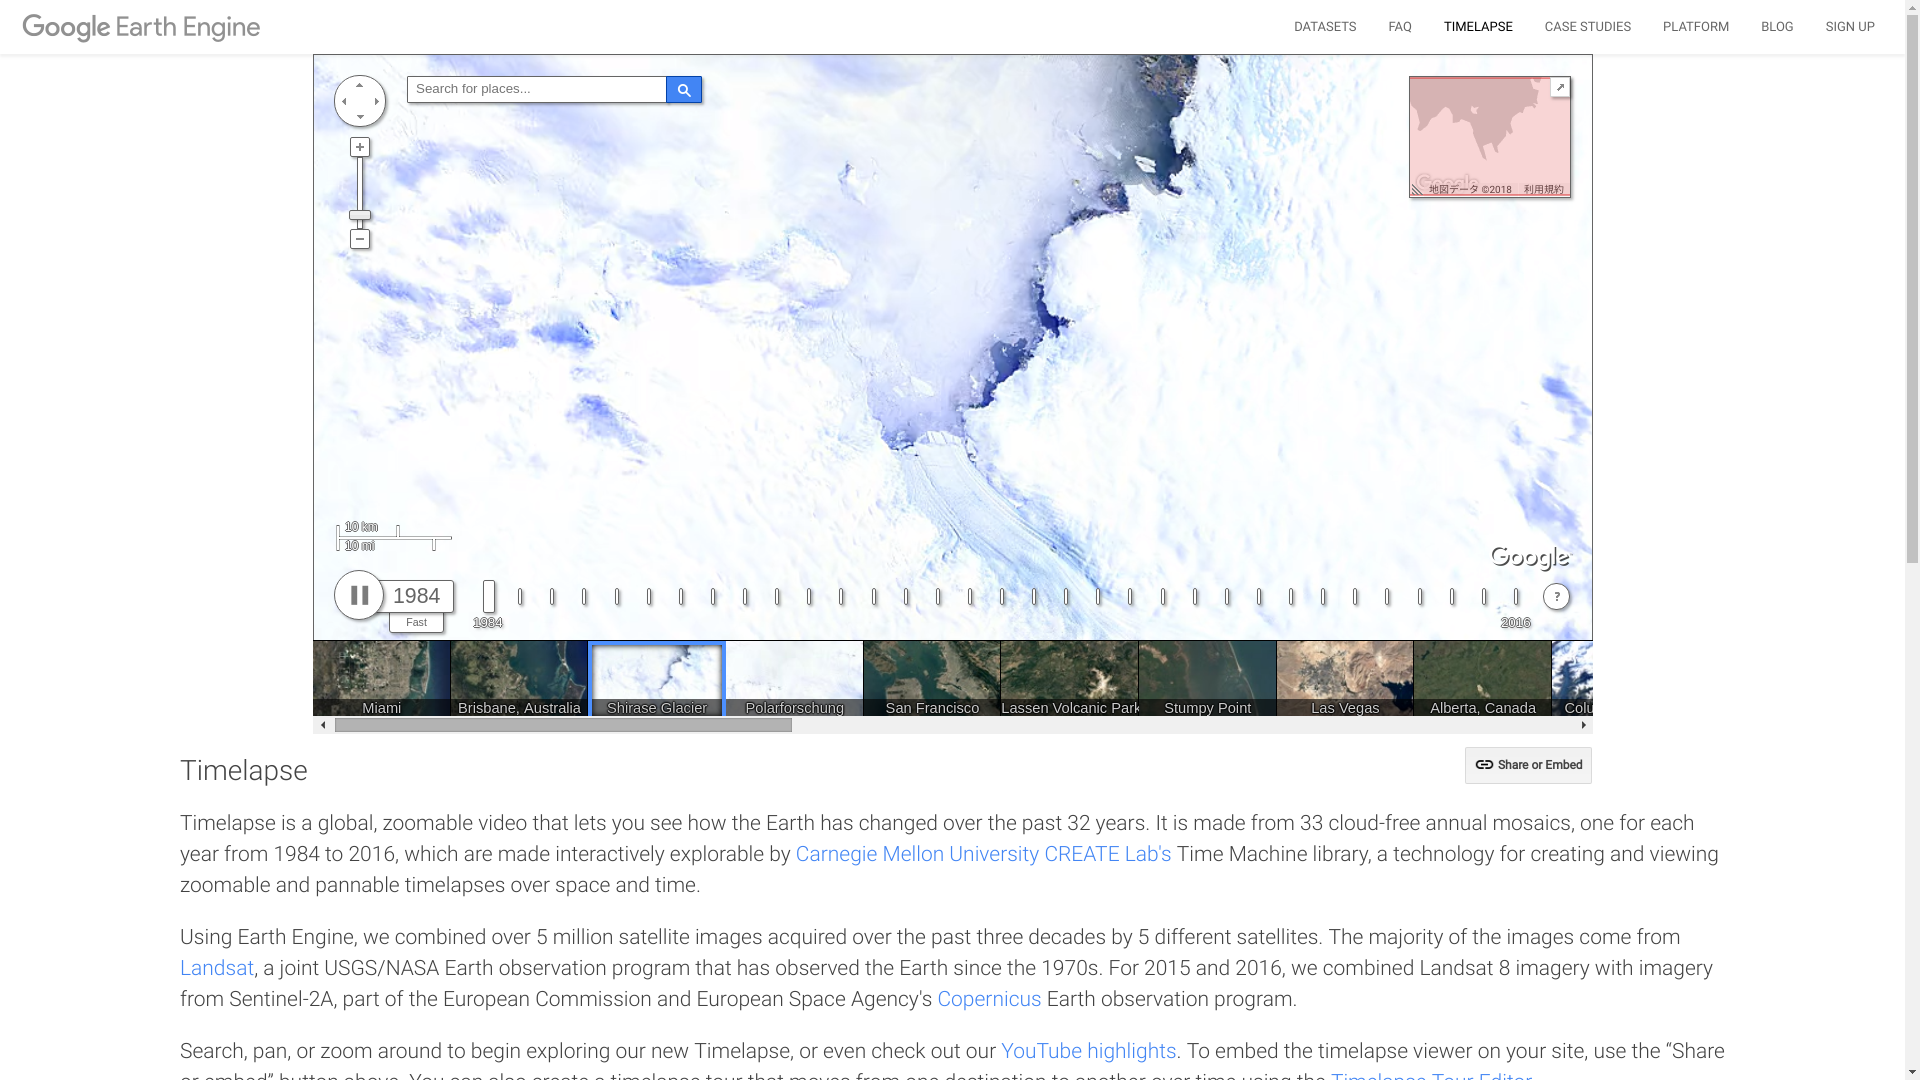 Google Earth Engine
DATASETS
FAQ
TIMELAPSE
CASE STUDIES
PLATFORM
BLOG
SIGN UP
Search for places...
Google
地図データ ©2018 利用規約
10 km
10 mi
Google
1984
Fast
1984
2016
?
Miami
Brisbane, Australia
Shirase Glacier
Polarforschung
San Francisco
Lassen Volcanic Park
Stumpy Point
Las Vegas
Alberta, Canada
Colu
Timelapse
Share or Embed
Timelapse is a global, zoomable video that lets you see how the Earth has changed over the past 32 years. It is made from 33 cloud-free annual mosaics, one for each
year from 1984 to 2016, which are made interactively explorable by Carnegie Mellon University CREATE Lab's Time Machine library, a technology for creating and viewing
zoomable and pannable timelapses over space and time.
Using Earth Engine, we combined over 5 million satellite images acquired over the past three decades by 5 different satellites. The majority of the images come from
Landsat, a joint USGS/NASA Earth observation program that has observed the Earth since the 1970s. For 2015 and 2016, we combined Landsat 8 imagery with imagery
from Sentinel-2A, part of the European Commission and European Space Agency's Copernicus Earth observation program.
Search, pan, or zoom around to begin exploring our new Timelapse, or even check out our YouTube highlights. To embed the timelapse viewer on your site, use the “Share
or embed” button above. You can also create a timelapse tour that moves from one destination to another over time using the Timelapse Tour Editor.